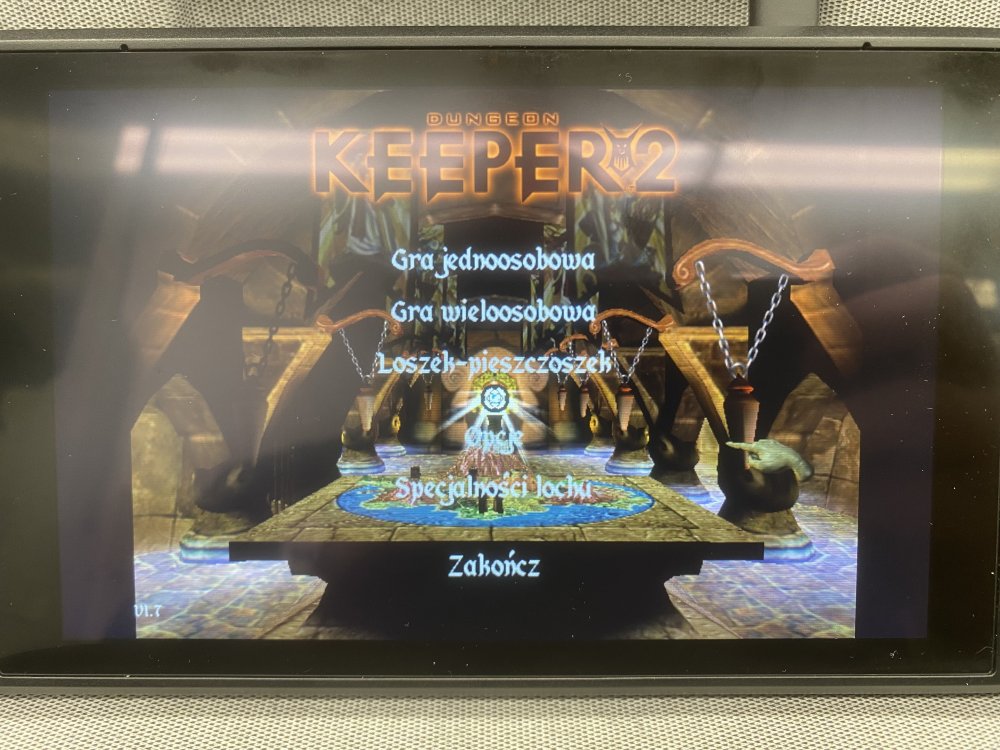 DUNGEON
KEEPER 2
Gra jednoosobowa
Gra wieloosobowa
Loszek-pieszczoszek
Opcje
Specjalności lochu
Zakończ
V1.7